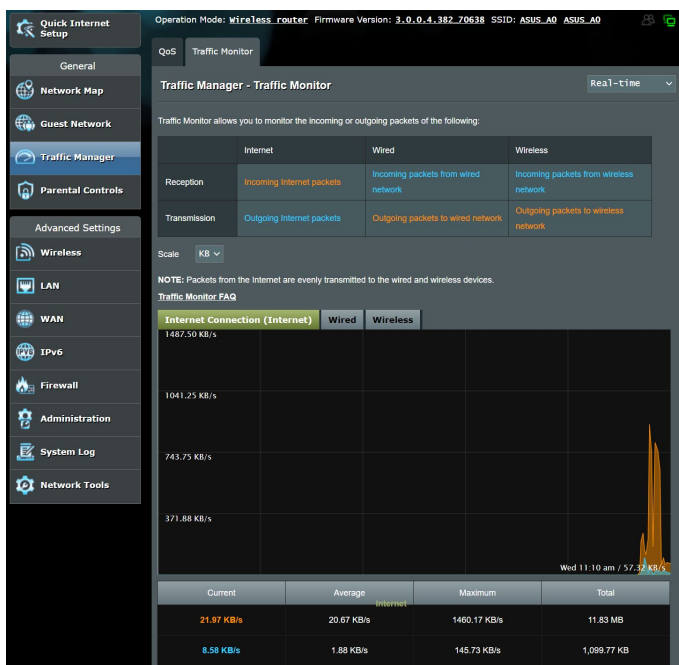 Quick Internet
Setup
General
Network Map
Guest Network
Traffic Manager
Parental Controls
Advanced Settings
Wireless
LAN
WAN
IPV6
IPv6
Firewall
Administration
System Log
Network Tools
Operation Mode: Wireless router Firmware Version: 3.0.0.4.382_70638 SSID: ASUS_A0 ASUS_A0
QoS Traffic Monitor
Traffic Manager - Traffic Monitor Real-time
Traffic Monitor allows you to monitor the incoming or outgoing packets of the following:
Internet Wired Wireless
Reception Incoming Internet packets Incoming packets from wired network Incoming packets from wireless network
Transmission Outgoing Internet packets Outgoing packets to wired network Outgoing packets to wireless network
Scale KB
NOTE: Packets from the Internet are evenly transmitted to the wired and wireless devices.
Traffic Monitor FAQ
Internet Connection (Internet) Wired Wireless
1487.50 KB/s
1041.25 KB/s
743.75 KB/s
371.88 KB/s
Wed 11:10 am / 57.32 KB/s
Current Average Maximum Total
Internet
21.97 KB/s 20.67 KB/s 1460.17 KB/s 11.83 MB
8.58 KB/s 1.88 KB/s 145.73 KB/s 1,099.77 KB